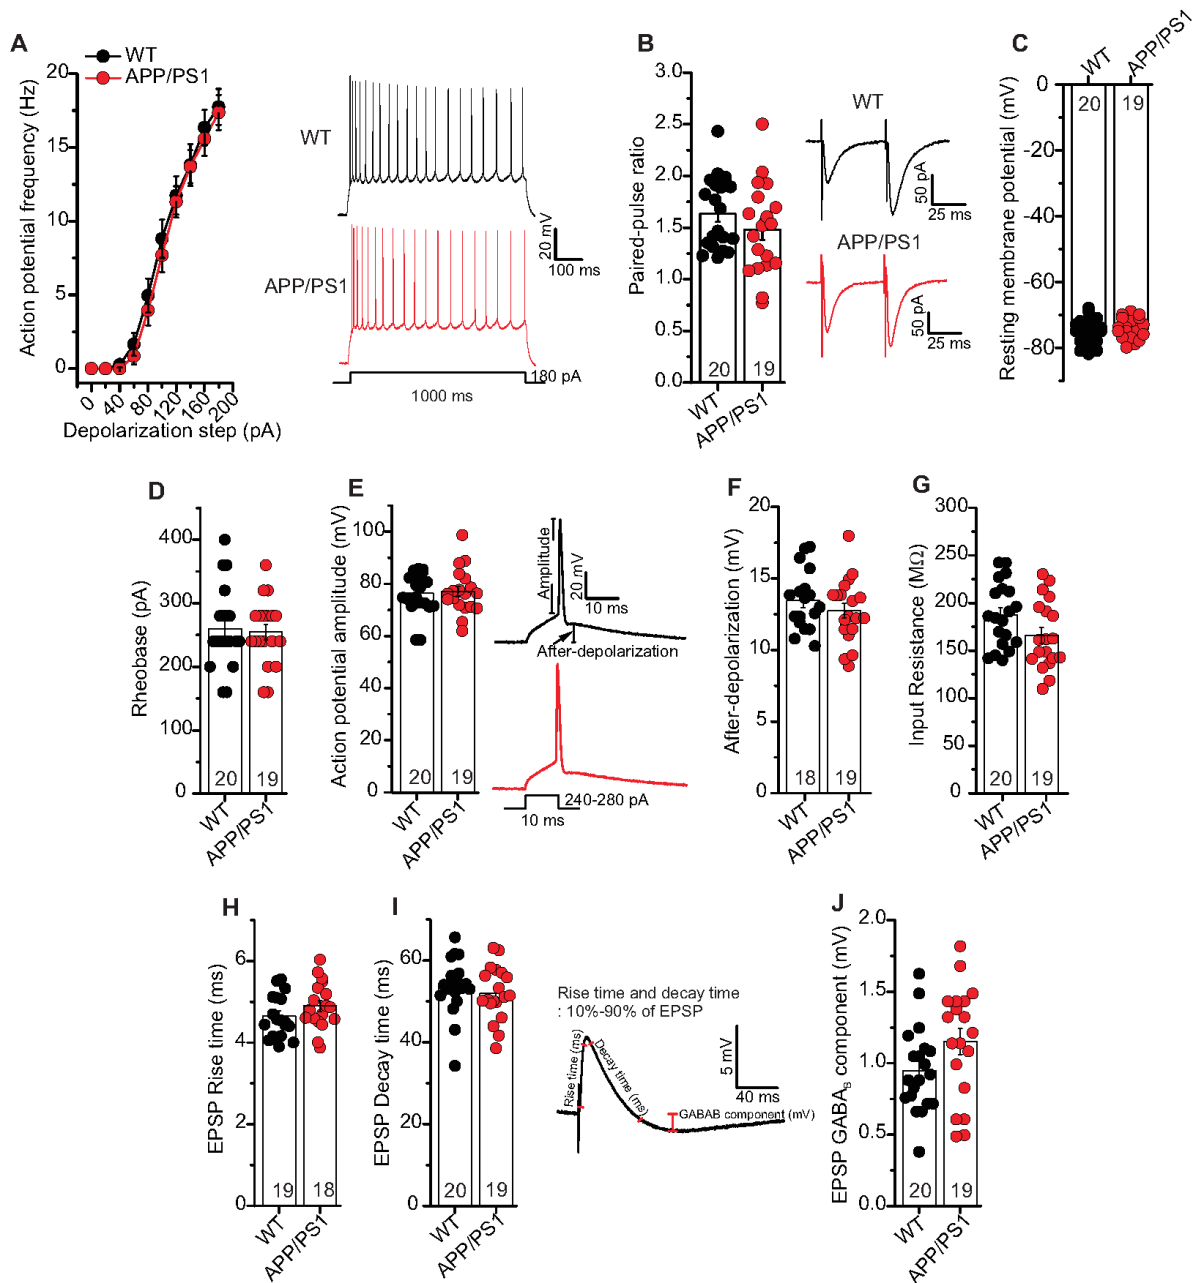 A
WT
APP/PS1
Action potential frequency (Hz)
20
15
10
5
0
0
40
80
120
160
200
Depolarization step (pA)
WT
APP/PS1
20 mV
100 ms
180 pA
1000 ms
B
Paired-pulse ratio
3.0
2.5
2.0
1.5
1.0
0.5
0.0
20
19
WT
APP/PS1
WT
50 pA
25 ms
APP/PS1
50 pA
25 ms
C
WT
APP/PS1
Resting membrane potential (mV)
0
-20
-40
-60
-80
20
19
D
Rheobase (pA)
400
300
200
100
0
20
19
WT
APP/PS1
E
Action potential amplitude (mV)
100
80
60
40
20
0
20
19
WT
APP/PS1
Amplitude
20 mV
10 ms
After-depolarization
240-280 pA
10 ms
F
After-depolarization (mV)
20
15
10
5
0
18
19
WT
APP/PS1
G
Input Resistance (MΩ)
300
250
200
150
100
50
0
20
19
WT
APP/PS1
H
EPSP Rise time (ms)
6
4
2
0
19
18
WT
APP/PS1
I
EPSP Decay time (ms)
60
40
20
0
20
19
WT
APP/PS1
Rise time and decay time
: 10%-90% of EPSP
Rise time (ms)
Decay time (ms)
5 mV
40 ms
GABAB component (mV)
J
EPSP GABA_B component (mV)
2.0
1.5
1.0
0.5
0.0
20
19
WT
APP/PS1